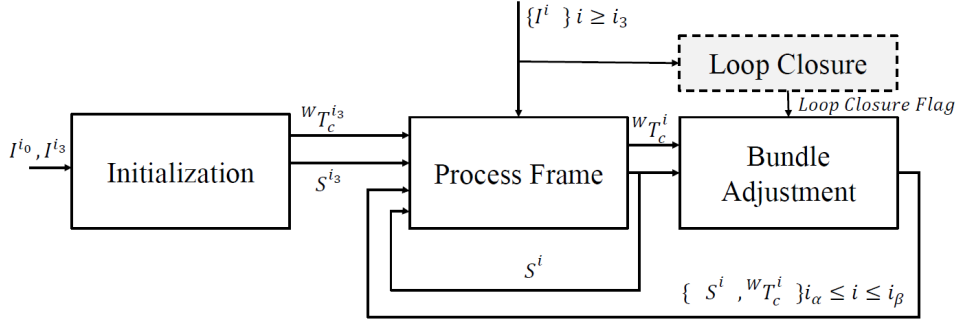 {I^i } i ≥ i_3
Loop Closure
Loop Closure Flag
I^{i_0}, I^{i_3}
Initialization
^W T_c^{i_3}
S^{i_3}
Process Frame
^W T_c^i
Bundle
Adjustment
S^i
{ S^i , ^W T_c^i } i_α ≤ i ≤ i_β